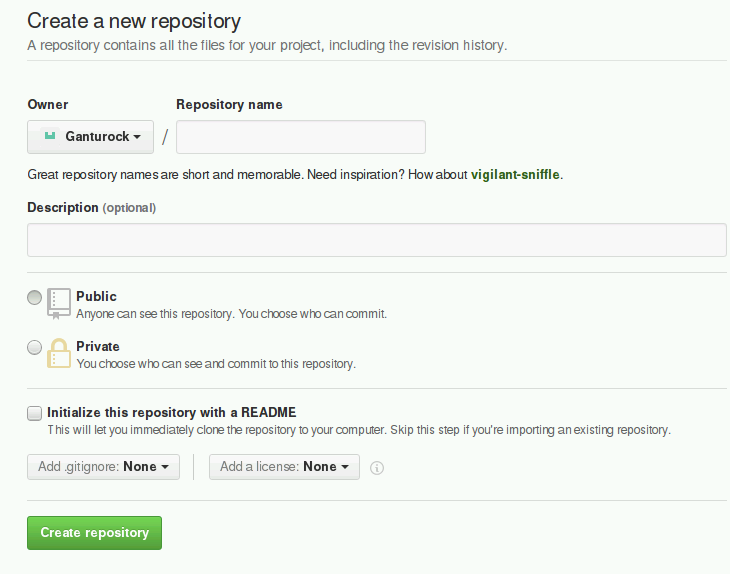 Create a new repository
A repository contains all the files for your project, including the revision history.
Owner
Repository name
Ganturock
/
Great repository names are short and memorable. Need inspiration? How about vigilant-sniffle.
Description (optional)
Public
Anyone can see this repository. You choose who can commit.
Private
You choose who can see and commit to this repository.
Initialize this repository with a README
This will let you immediately clone the repository to your computer. Skip this step if you're importing an existing repository.
Add .gitignore: None
Add a license: None
Create repository